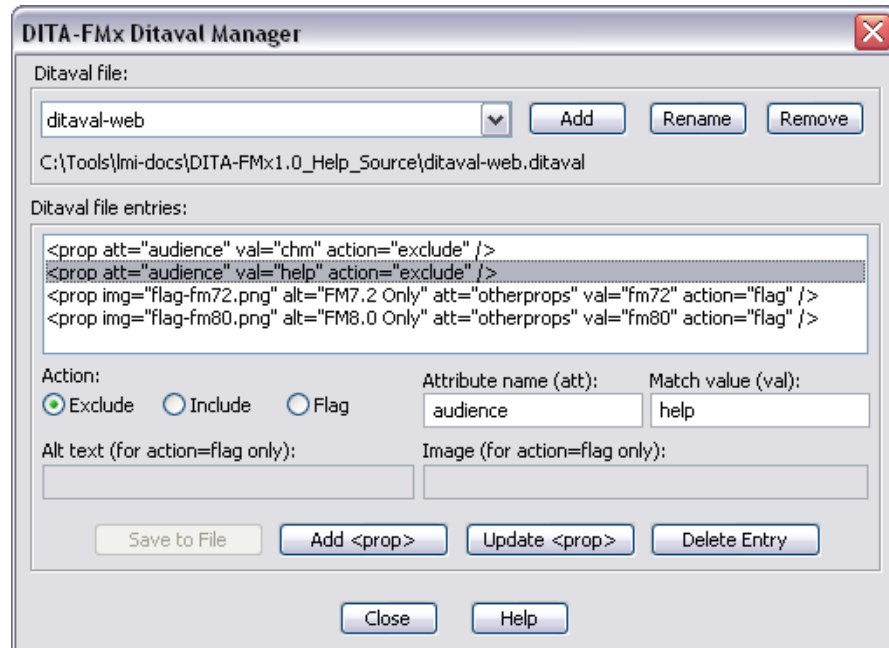 DITA-FMx Ditaval Manager
Ditaval file:
ditaval-web
Add
Rename
Remove
C:\Tools\lmi-docs\DITA-FMx1.0_Help_Source\ditaval-web.ditaval
Ditaval file entries:
<prop att="audience" val="chm" action="exclude" />
<prop att="audience" val="help" action="exclude" />
<prop img="flag-fm72.png" alt="FM7.2 Only" att="otherprops" val="fm72" action="flag" />
<prop img="flag-fm80.png" alt="FM8.0 Only" att="otherprops" val="fm80" action="flag" />
Action:
Exclude
Include
Flag
Attribute name (att):
Match value (val):
audience
help
Alt text (for action=flag only):
Image (for action=flag only):
Save to File
Add <prop>
Update <prop>
Delete Entry
Close
Help